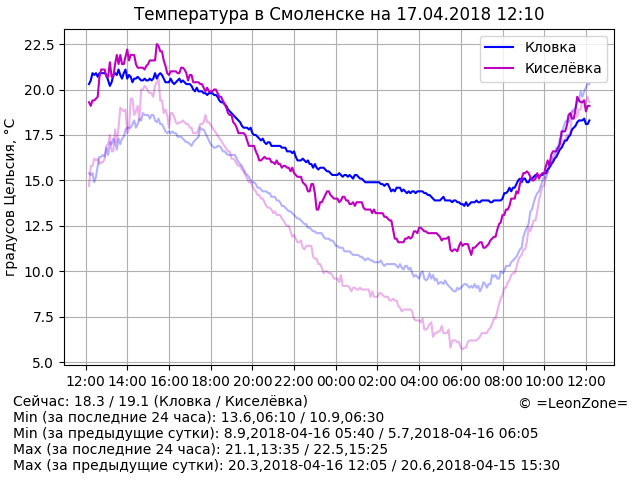 Температура в Смоленске на 17.04.2018 12:10
градусов Цельсия, °C
22.5
20.0
17.5
15.0
12.5
10.0
7.5
5.0
Кловка
Киселёвка
12:00 14:00 16:00 18:00 20:00 22:00 00:00 02:00 04:00 06:00 08:00 10:00 12:00
Сейчас: 18.3 / 19.1 (Кловка / Киселёвка)
© =LeonZone=
Min (за последние 24 часа): 13.6,06:10 / 10.9,06:30
Min (за предыдущие сутки): 8.9,2018-04-16 05:40 / 5.7,2018-04-16 06:05
Max (за последние 24 часа): 21.1,13:35 / 22.5,15:25
Max (за предыдущие сутки): 20.3,2018-04-16 12:05 / 20.6,2018-04-15 15:30